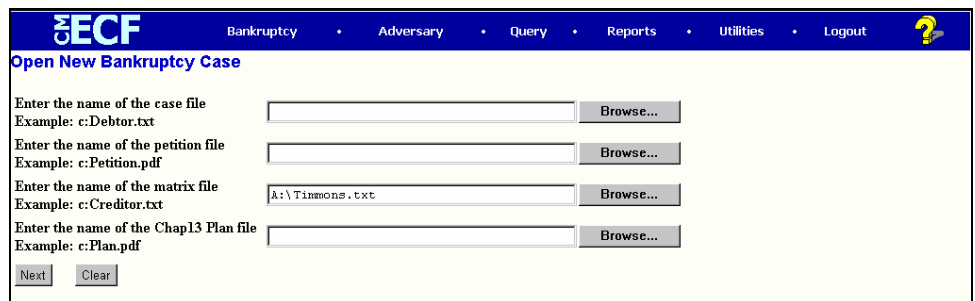 CM ECF Bankruptcy • Adversary • Query • Reports • Utilities • Logout ?
Open New Bankruptcy Case
Enter the name of the case file
Example: c:Debtor.txt
Browse...
Enter the name of the petition file
Example: c:Petition.pdf
Browse...
Enter the name of the matrix file
Example: c:Creditor.txt
A:\Timmons.txt
Browse...
Enter the name of the Chap13 Plan file
Example: c:Plan.pdf
Browse...
Next Clear